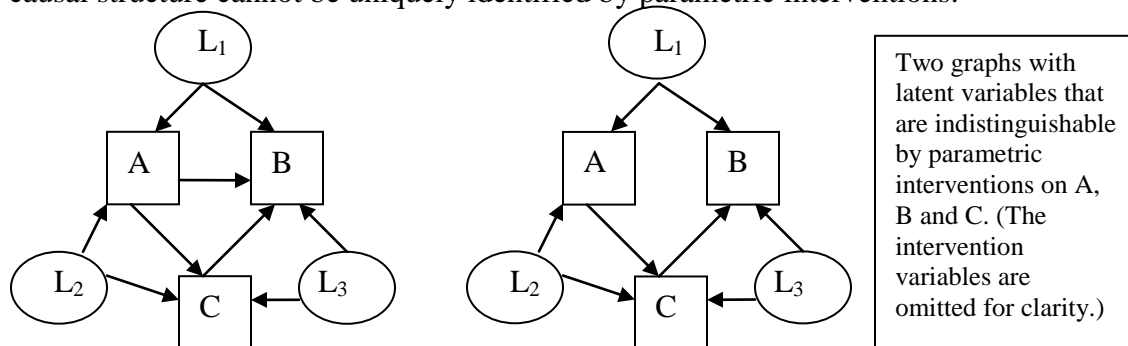 causal structure cannot be uniquely identified by parametric interventions.
L1
A
B
L2
L3
C
L1
A
B
L2
L3
C
Two graphs with
latent variables that
are indistinguishable
by parametric
interventions on A,
B and C. (The
intervention
variables are
omitted for clarity.)